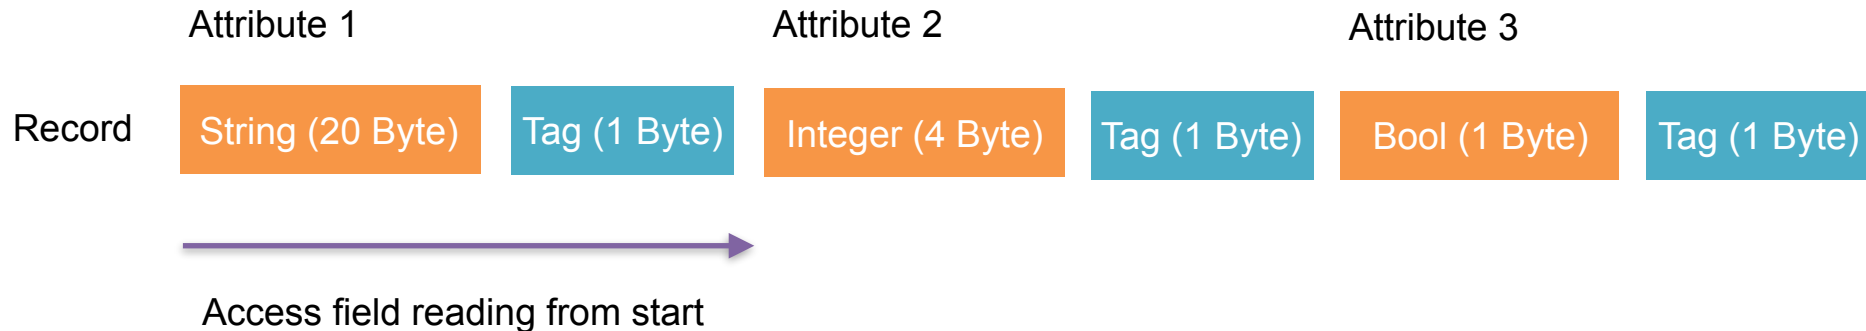 Attribute 1 Attribute 2 Attribute 3
Record String (20 Byte) Tag (1 Byte) Integer (4 Byte) Tag (1 Byte) Bool (1 Byte) Tag (1 Byte)
Access field reading from start